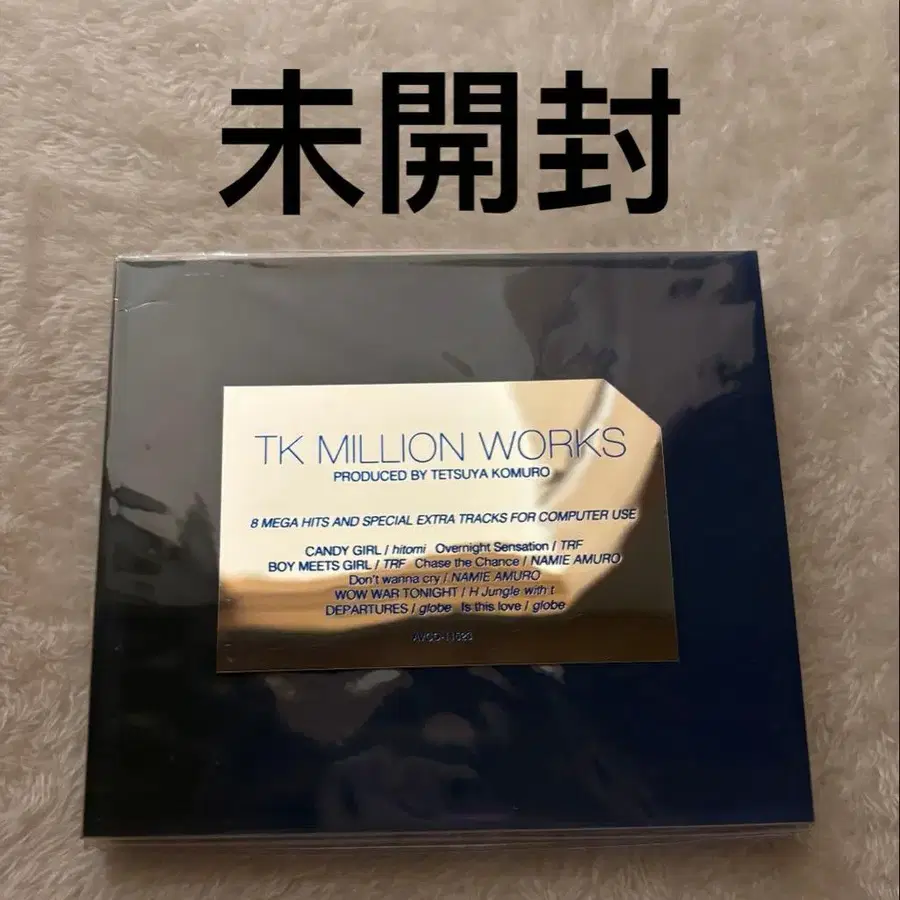 未開封
TK MILLION WORKS
PRODUCED BY TETSUYA KOMURO
8 MEGA HITS AND SPECIAL EXTRA TRACKS FOR COMPUTER USE
CANDY GIRL / hitomi Overnight Sensation / TRF
BOY MEETS GIRL / TRF Chase the Chance / NAMIE AMURO
Don't wanna cry / NAMIE AMURO
WOW WAR TONIGHT / H Jungle with t
DEPARTURES / globe Is this love / globe